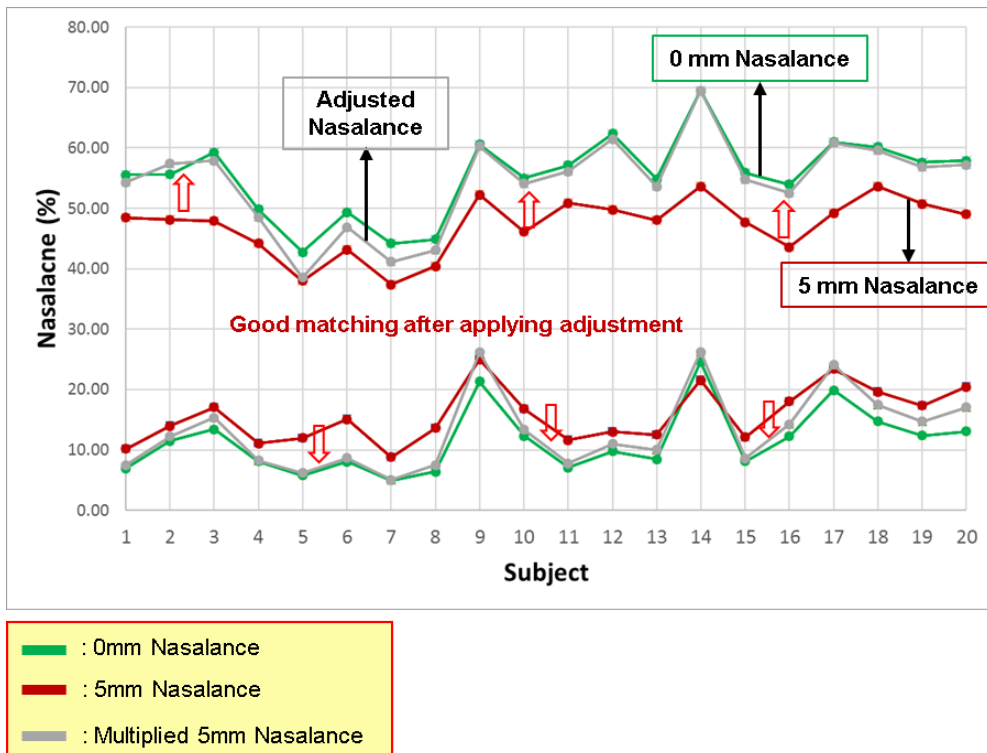 80.00
70.00
60.00
50.00
40.00
30.00
20.00
10.00
0.00
Nasalacne (%)
0 mm Nasalance
Adjusted
Nasalance
5 mm Nasalance
Good matching after applying adjustment
1 2 3 4 5 6 7 8 9 10 11 12 13 14 15 16 17 18 19 20
Subject
: 0mm Nasalance
: 5mm Nasalance
: Multiplied 5mm Nasalance